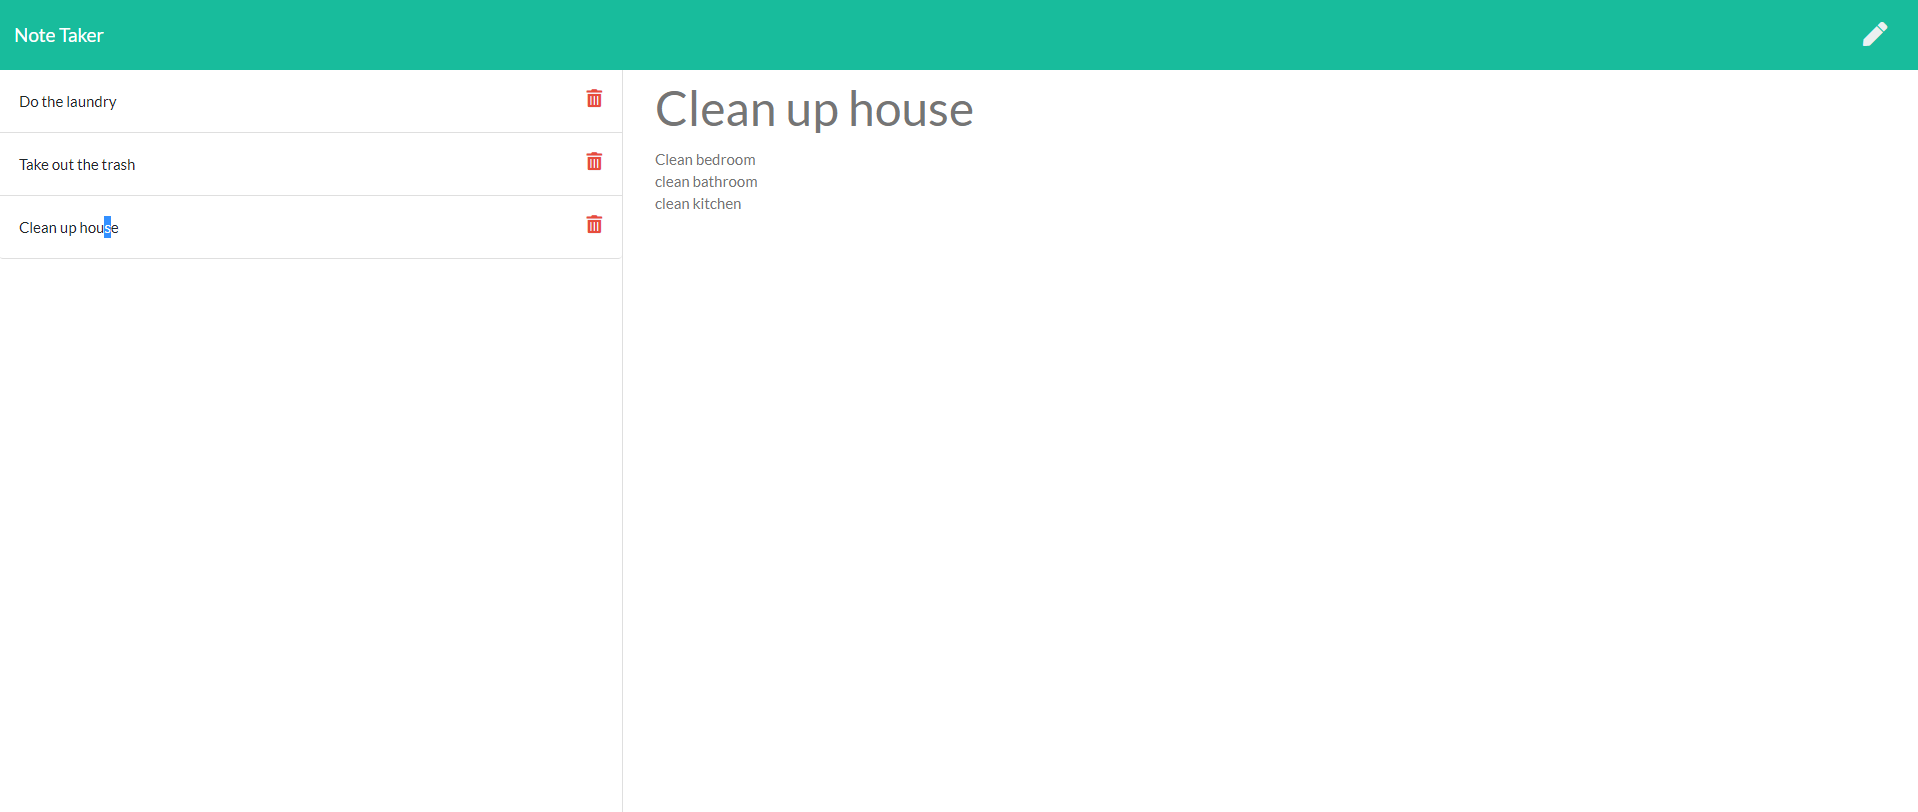 Note Taker
Do the laundry
Take out the trash
Clean up house
Clean up house
Clean bedroom
clean bathroom
clean kitchen